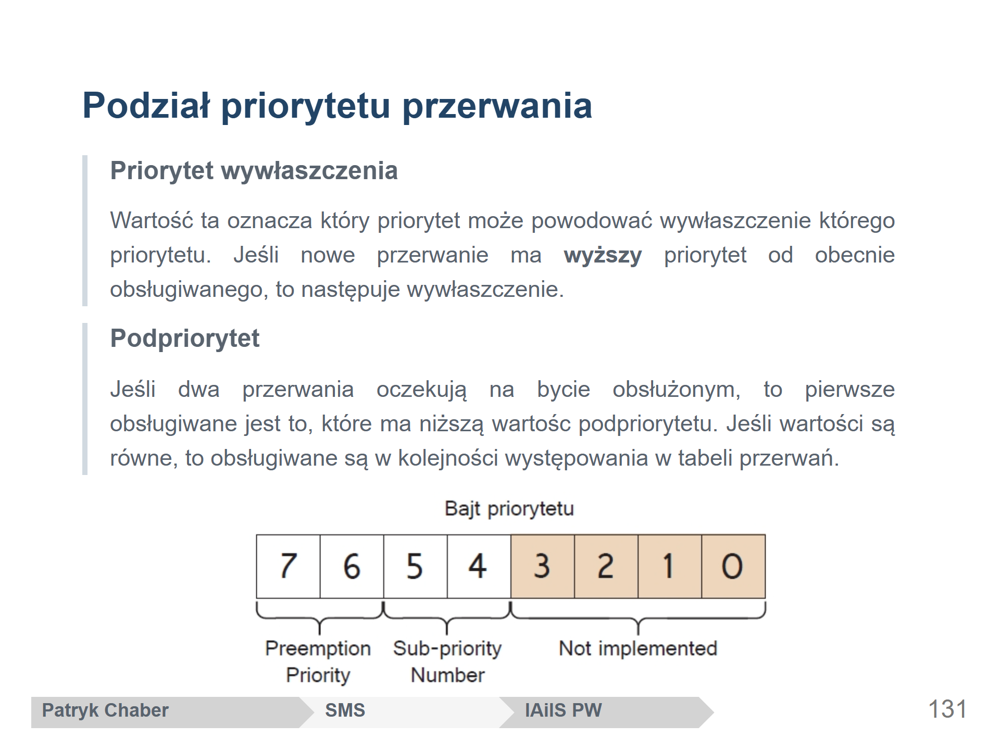 Podział priorytetu przerwania
Priorytet wywłaszczenia
Wartość ta oznacza który priorytet może powodować wywłaszczenie którego
priorytetu. Jeśli nowe przerwanie ma wyższy priorytet od obecnie
obsługiwanego, to następuje wywłaszczenie.
Podpriorytet
Jeśli dwa przerwania oczekują na bycie obsłużonym, to pierwsze
obsługiwane jest to, które ma niższą wartośc podpriorytetu. Jeśli wartości są
równe, to obsługiwane są w kolejności występowania w tabeli przerwań.
Bajt priorytetu
7 6 5 4 3 2 1 0
Preemption Priority
Sub-priority Number
Not implemented
Patryk Chaber
SMS
IAiIS PW
131